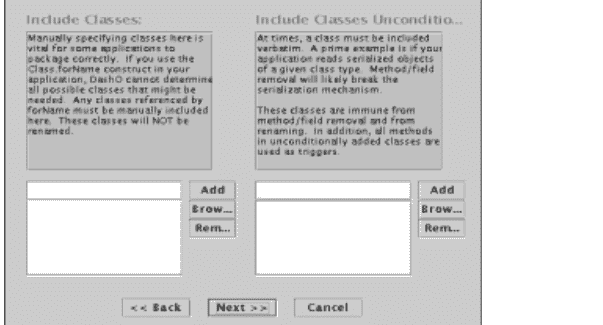 Include Classes:
Manually specifying classes here is
vital for some applications to
package correctly. If you use the
Class.forName construct in your
application, DashO cannot determine
all possible classes that might be
needed. Any classes referenced by
forName must be manually included
here. These classes will NOT be
renamed.
Include Classes Unconditio...
At times, a class must be included
verbatim. A prime example is if your
application reads serialized objects
of a given class type. Method/field
removal will likely break the
serialization mechanism.
These classes are immune from
method/field removal and from
renaming. In addition, all methods
in unconditionally added classes are
used as triggers.
Add
Brow...
Rem...
Add
Brow...
Rem...
<< Back
Next >>
Cancel